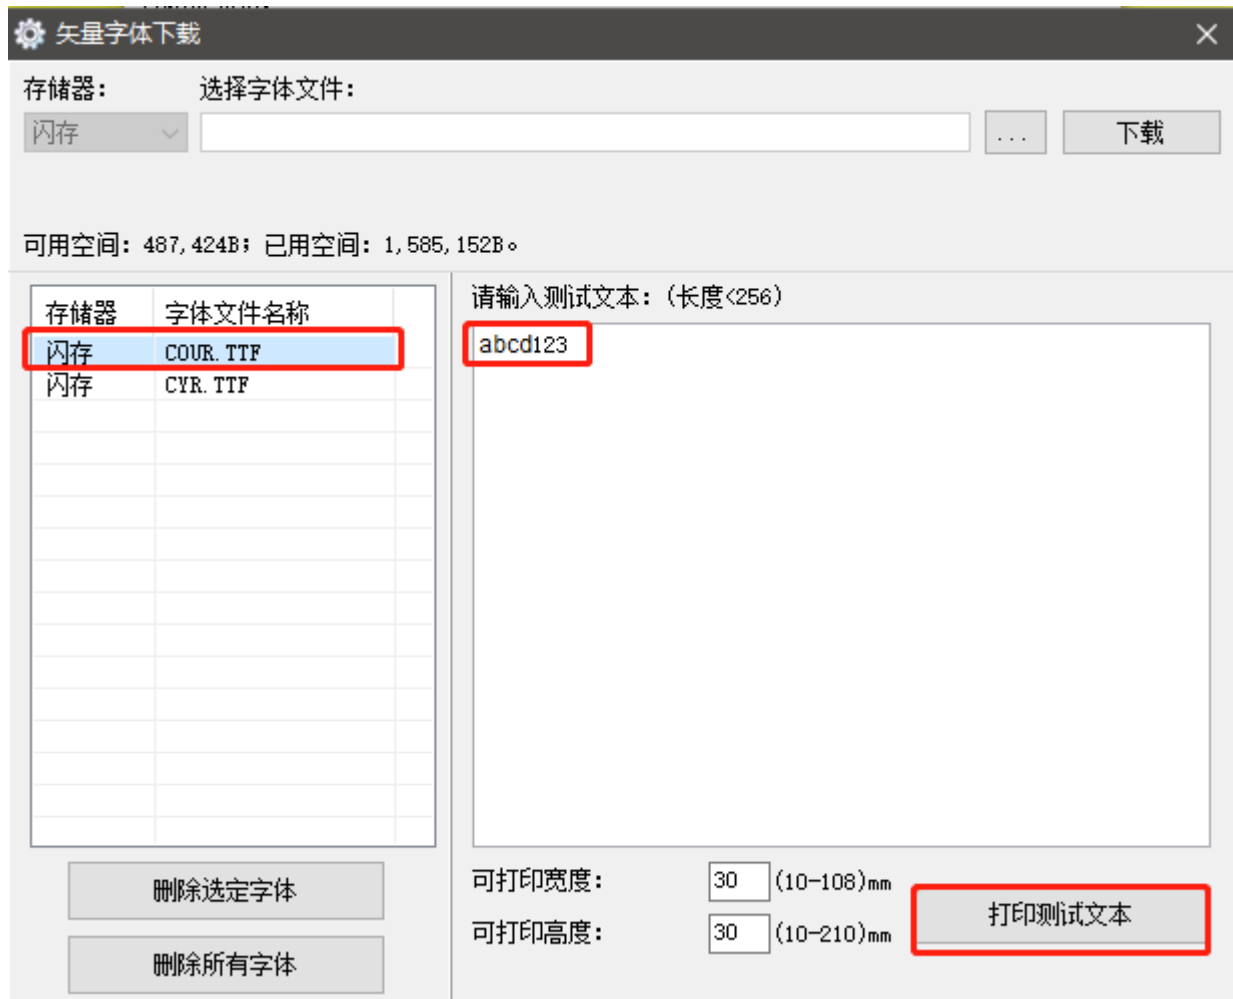 矢量字体下载
存储器: 选择字体文件:
闪存 ... 下载
可用空间: 487,424B; 已用空间: 1,585,152B。
存储器 字体文件名称
闪存 COUR.TTF
闪存 CYR.TTF
删除选定字体
删除所有字体
请输入测试文本: (长度<256)
abcd123
可打印宽度: 30 (10-108)mm
可打印高度: 30 (10-210)mm
打印测试文本